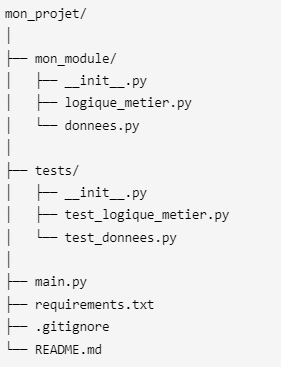 mon_projet/
│
├── mon_module/
│   ├── __init__.py
│   ├── logique_metier.py
│   └── donnees.py
│
├── tests/
│   ├── __init__.py
│   ├── test_logique_metier.py
│   └── test_donnees.py
│
├── main.py
├── requirements.txt
├── .gitignore
└── README.md